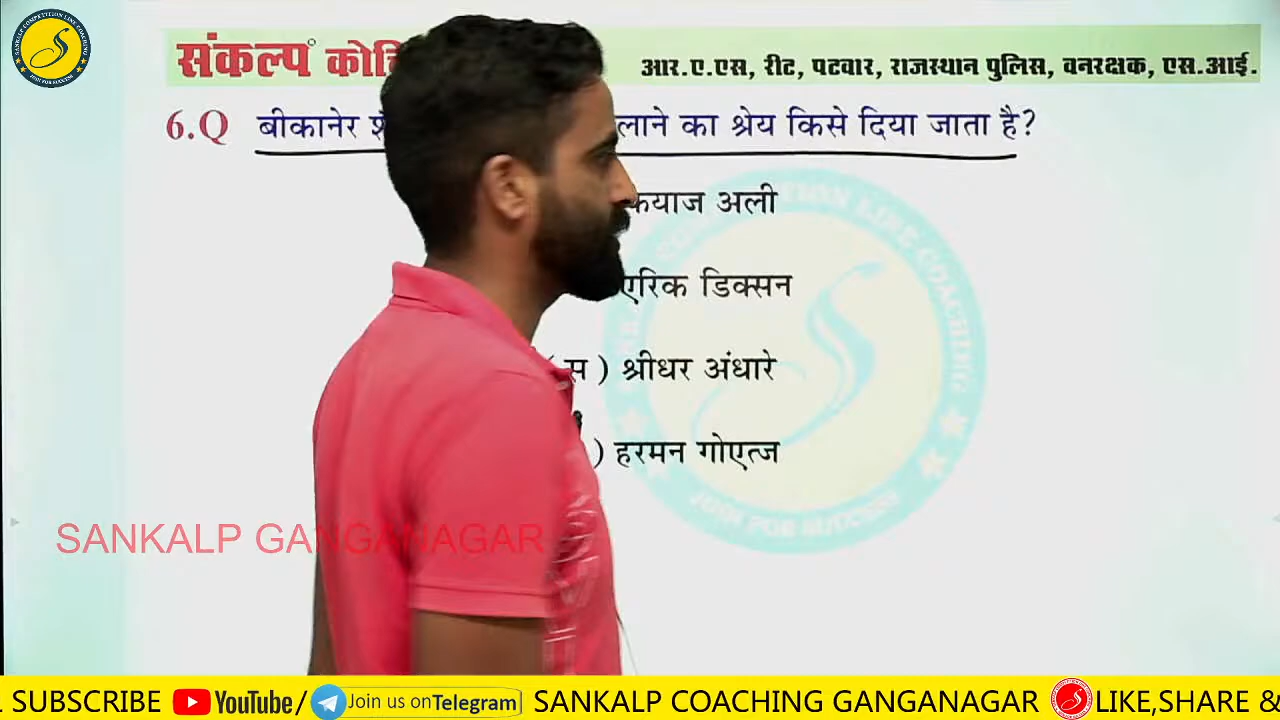 संकल्प
आर.ए.एस, रीट, पटवार, राजस्थान पुलिस, वनरक्षक, एस.आई.
6.Q बीकानेर
का श्रेय किसे दिया जाता है?
अली
एरिक डिक्सन
( स ) श्रीधर अंधारे
) हरमन गोएत्ज
SANKALP GANGANAGAR
SUBSCRIBE YouTube / Join us on Telegram SANKALP COACHING GANGANAGAR LIKE,SHARE &